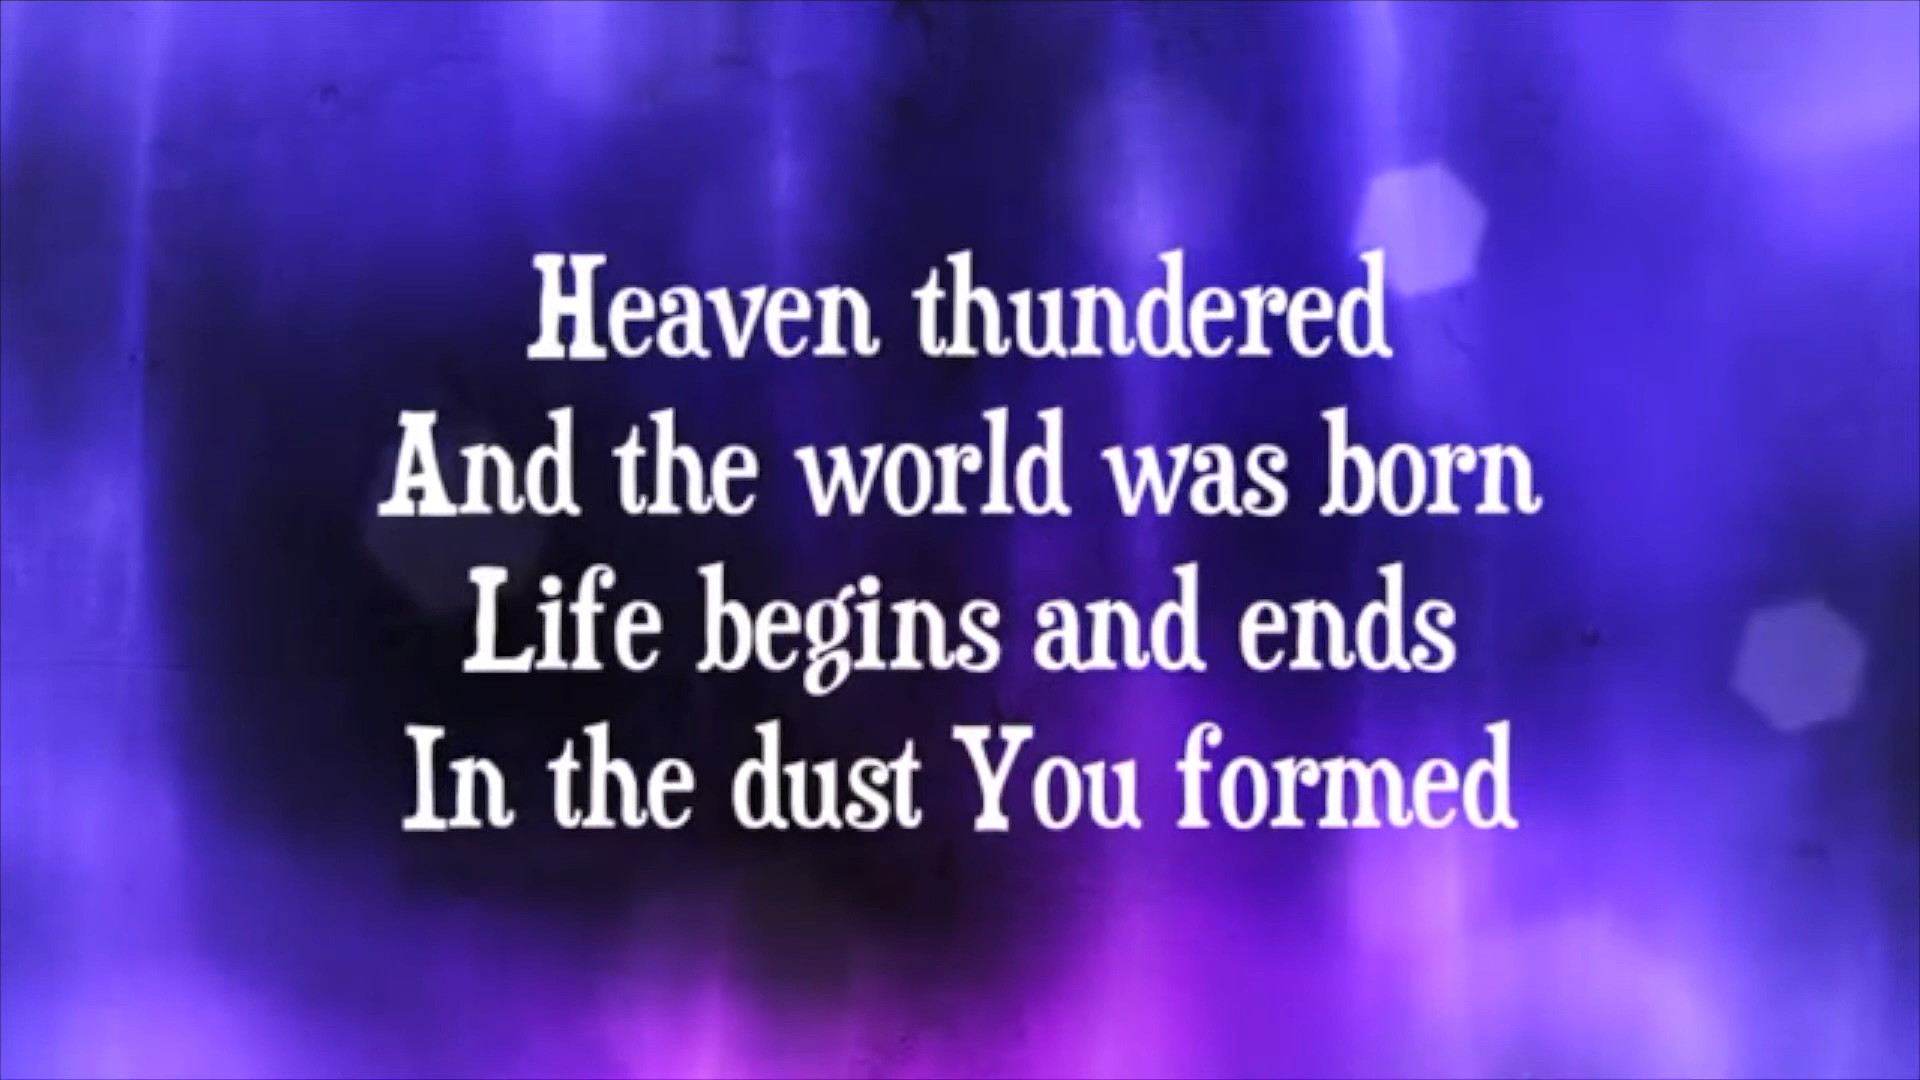 Heaven thundered
And the world was born
Life begins and ends
In the dust You formed